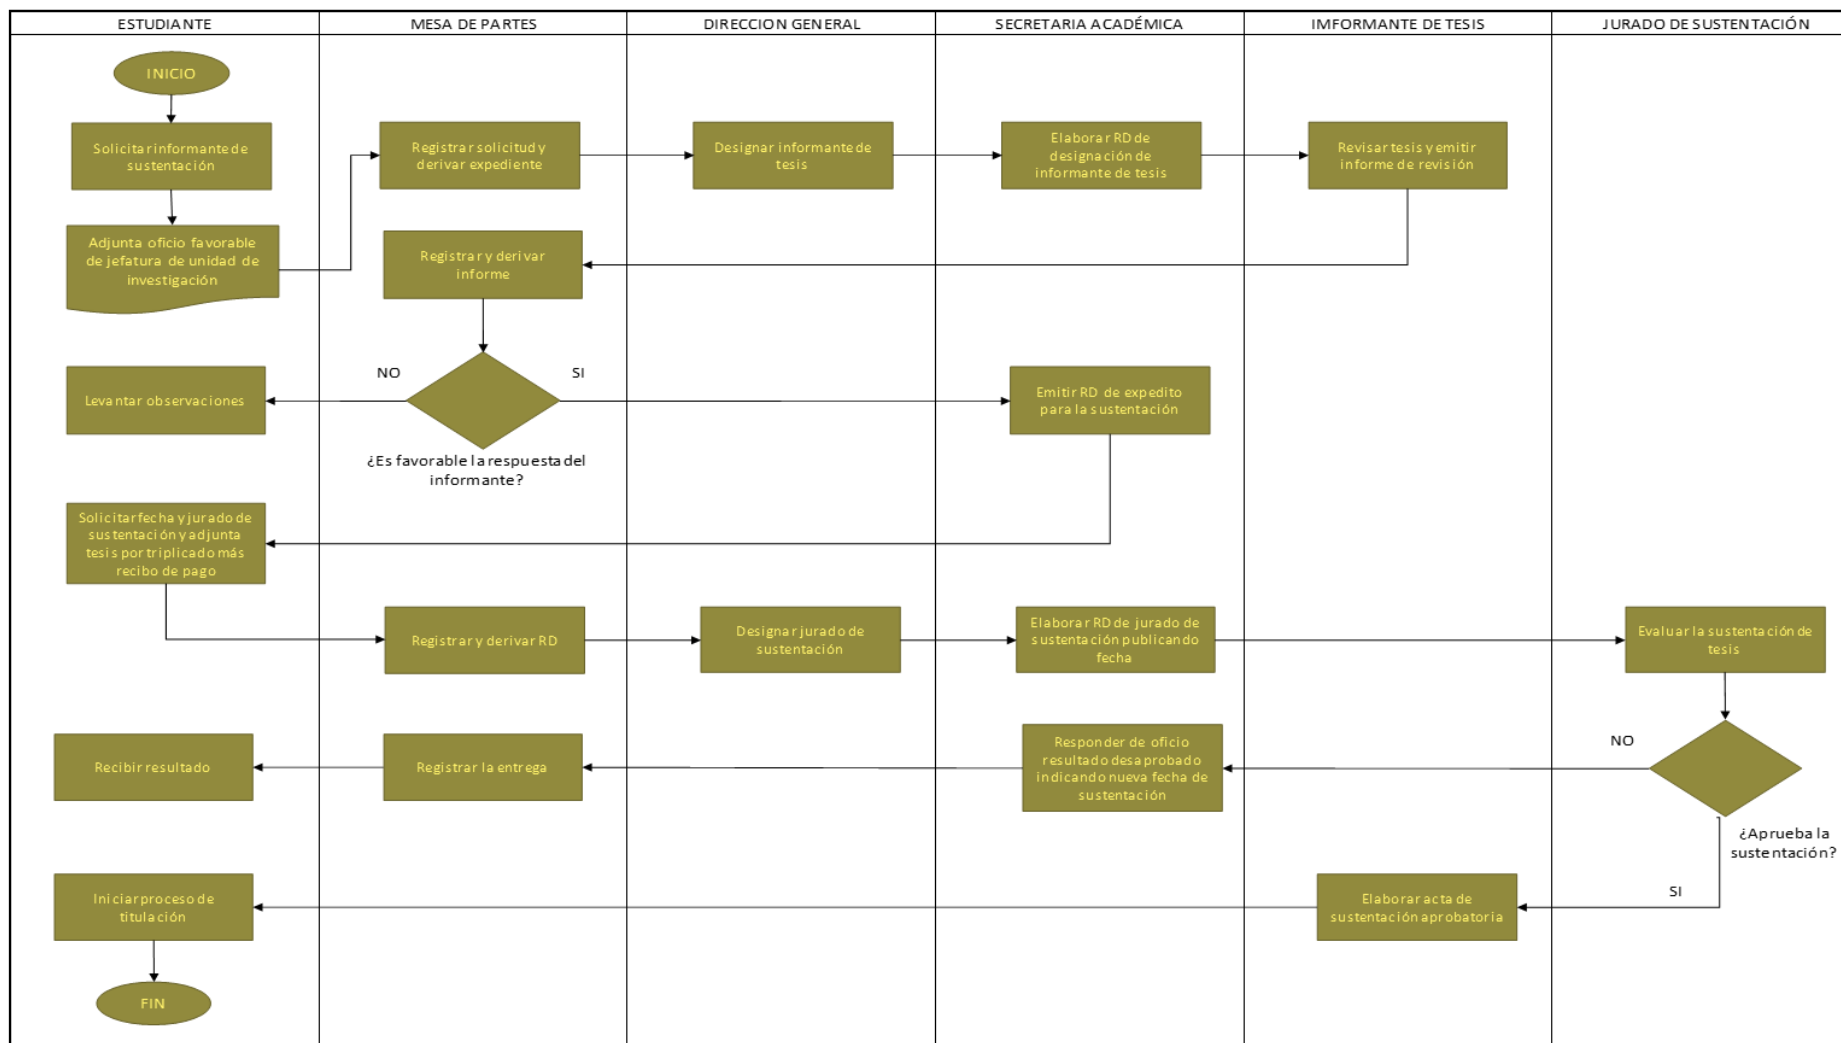 ESTUDIANTE
MESA DE PARTES
DIRECCION GENERAL
SECRETARIA ACADÉMICA
IMFORMANTE DE TESIS
JURADO DE SUSTENTACIÓN
INICIO
Solicitar informante de
sustentación
Registrar solicitud y
derivar expediente
Designar informante de
tesis
Elaborar RD de
designación de
informante de tesis
Revisar tesis y emitir
informe de revisión
Adjunta oficio favorable
de jefatura de unidad de
investigación
Registrar y derivar
informe
NO
SI
Levantar observaciones
Emitir RD de expedito
para la sustentación
¿Es favorable la respuesta del
informante?
Solicitar fecha y jurado de
sustentación y adjunta
tesis por triplicado más
recibo de pago
Registrar y derivar RD
Designar jurado de
sustentación
Elaborar RD de jurado de
sustentación publicando
fecha
Evaluar la sustentación de
tesis
Recibir resultado
Registrar la entrega
Responder de oficio
resultado desaprobado
indicando nueva fecha de
sustentación
NO
¿Aprueba la
sustentación?
SI
Iniciar proceso de
titulación
Elaborar acta de
sustentación aprobatoria
FIN